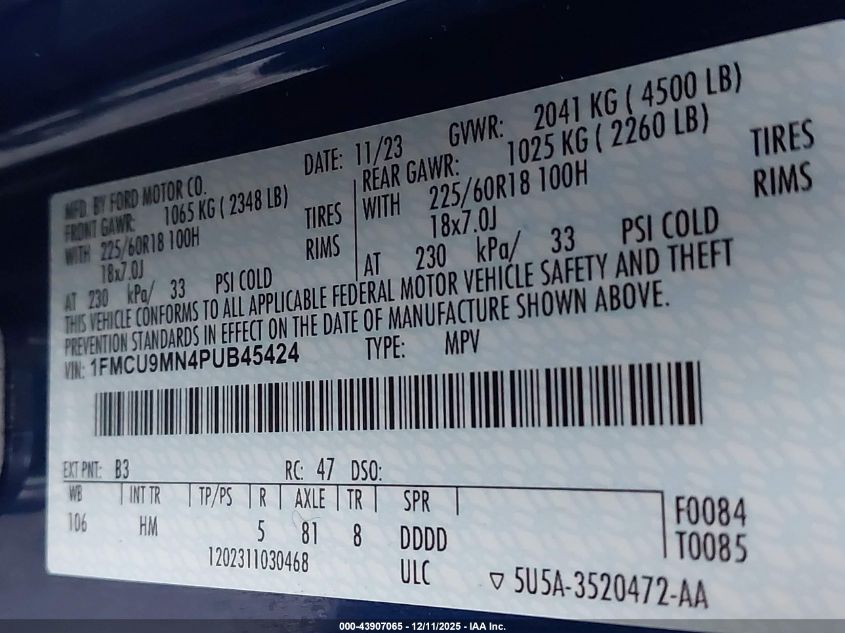 MFD. BY FORD MOTOR CO.
DATE: 11/23 GVWR: 2041 KG ( 4500 LB)
FRONT GAWR: 1065 KG ( 2348 LB)
REAR GAWR: 1025 KG ( 2260 LB)
WITH 225/60R18 100H TIRES
18x7.0J RIMS
AT 230 kPa/ 33 PSI COLD
WITH 225/60R18 100H TIRES
18x7.0J RIMS
AT 230 kPa/ 33 PSI COLD
THIS VEHICLE CONFORMS TO ALL APPLICABLE FEDERAL MOTOR VEHICLE SAFETY AND THEFT
PREVENTION STANDARDS IN EFFECT ON THE DATE OF MANUFACTURE SHOWN ABOVE.
VIN: 1FMCU9MN4PUB45424 TYPE: MPV
EXT PNT: B3 RC: 47 DSO:
WB INT TR TP/PS R AXLE TR SPR
106 HM 5 81 8 DDDD
F0084
T0085
1202311030468 ULC
5U5A-3520472-AA
000-43907065 - 12/11/2025 - IAA Inc.